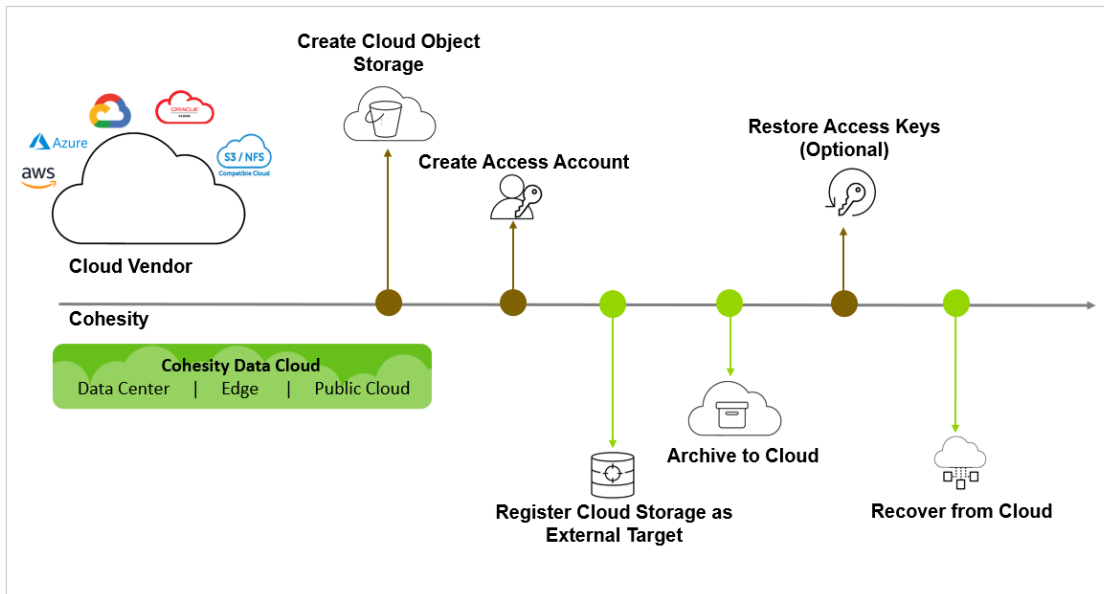 Create Cloud Object
Storage
ORACLE
CLOUD
Azure
S3 / NFS
Compatible Cloud
aws
Create Access Account
Restore Access Keys
(Optional)
Cloud Vendor
Cohesity
Cohesity Data Cloud
Data Center | Edge | Public Cloud
Archive to Cloud
Register Cloud Storage as
External Target
Recover from Cloud